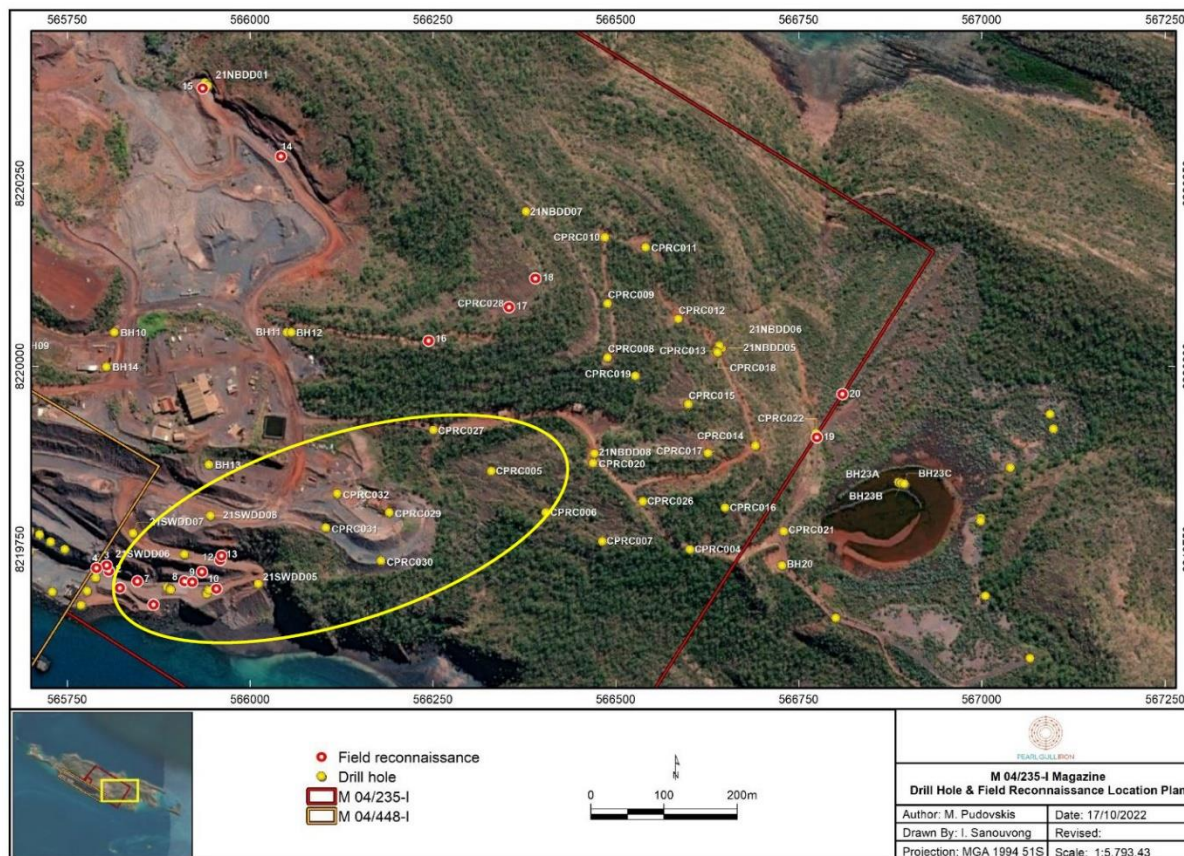 565750 566000 566250 566500 566750 567000 567250
21NBDD01
15
14
8220250
21NBDD07
CPRC010
CPRC011
18
CPRC028
17
CPRC009
CPRC012
BH10
BH11
BH12
16
21NBDD06
H09
CPRC013
21NBDD05
8220000
BH14
CPRC008
CPRC018
CPRC019
20
CPRC015
CPRC022
CPRC027
CPRC014
19
21NBDD08
CPRC017
BH13
CPRC020
CPRC005
BH23A
BH23C
CPRC032
BH23B
CPRC026
21SWDD07
21SWDD08
CPRC029
CPRC006
CPRC016
CPRC031
CPRC021
8219750
21SWDD06
CPRC007
CPRC004
4
3
12
13
CPRC030
BH20
9
7
8
10
21SWDD05
565750 566000 566250 566500 566750 567000 567250
Field reconnaissance
Drill hole
M 04/235-I
M 04/448-I
N
0 100 200m
PEARL GULL IRON
M 04/235-I Magazine
Drill Hole & Field Reconnaissance Location Plan
Author: M. Pudovskis
Date: 17/10/2022
Drawn By: I. Sanouvong
Revised:
Projection: MGA 1994 51S
Scale: 1:5,793.43